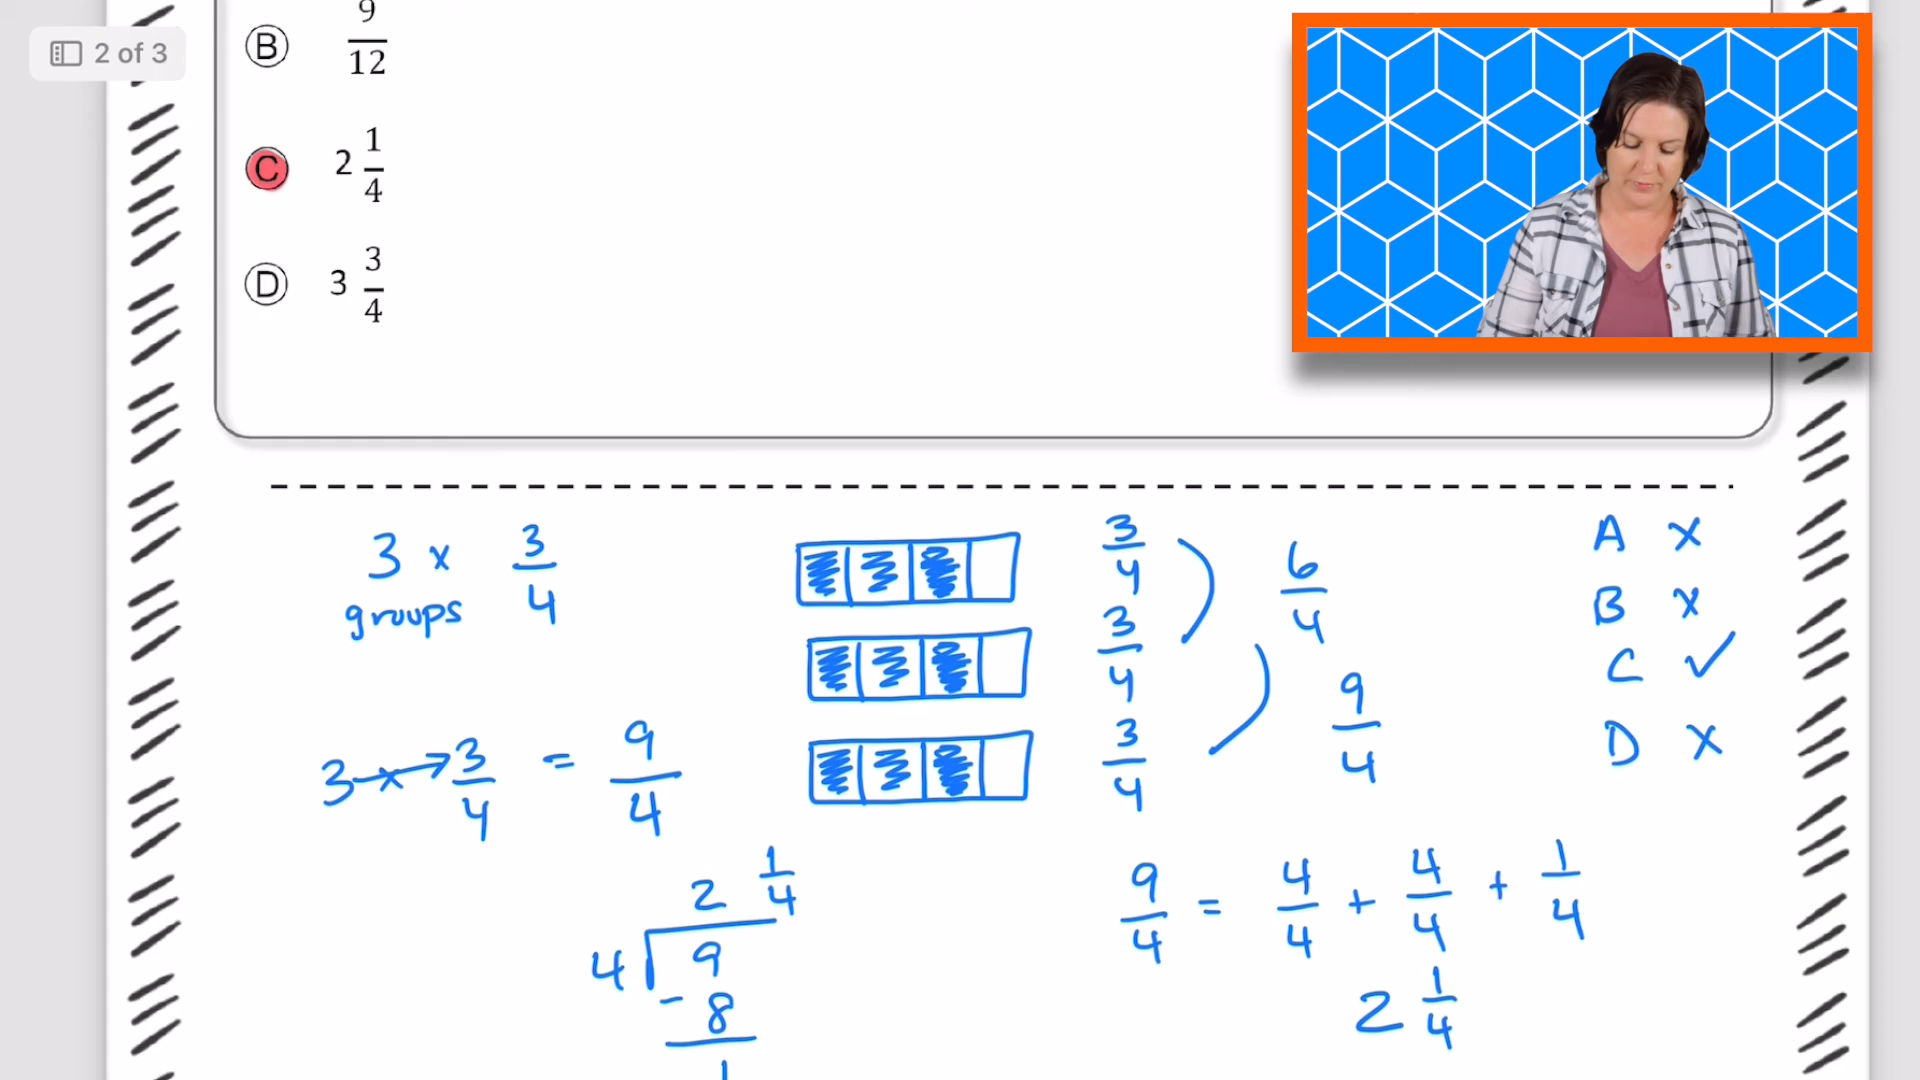 2 of 3
B 9/12
C 2 1/4
D 3 3/4
3 x 3/4
groups
3/4
3/4
3/4
6/4
9/4
A x
B x
C ✓
D x
3 x → 3/4 = 9/4
2 1/4
4 9
- 8
1
9/4 = 4/4 + 4/4 + 1/4
2 1/4